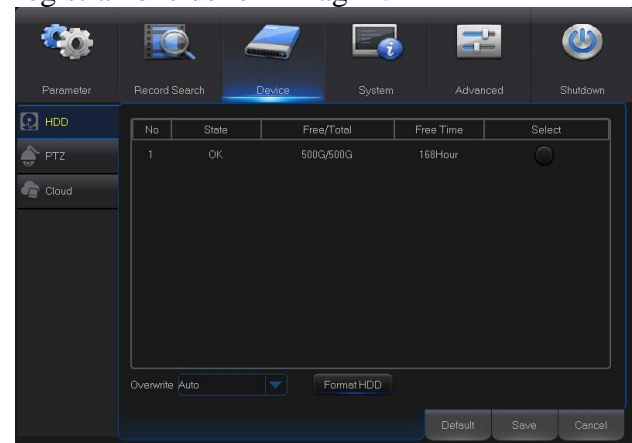 Parameter Record Search Device System Advanced Shutdown
HDD
PTZ
Cloud
No State Free/Total Free Time Select
1 OK 500G/500G 168Hour
Overwrite Auto Format HDD
Default Save Cancel